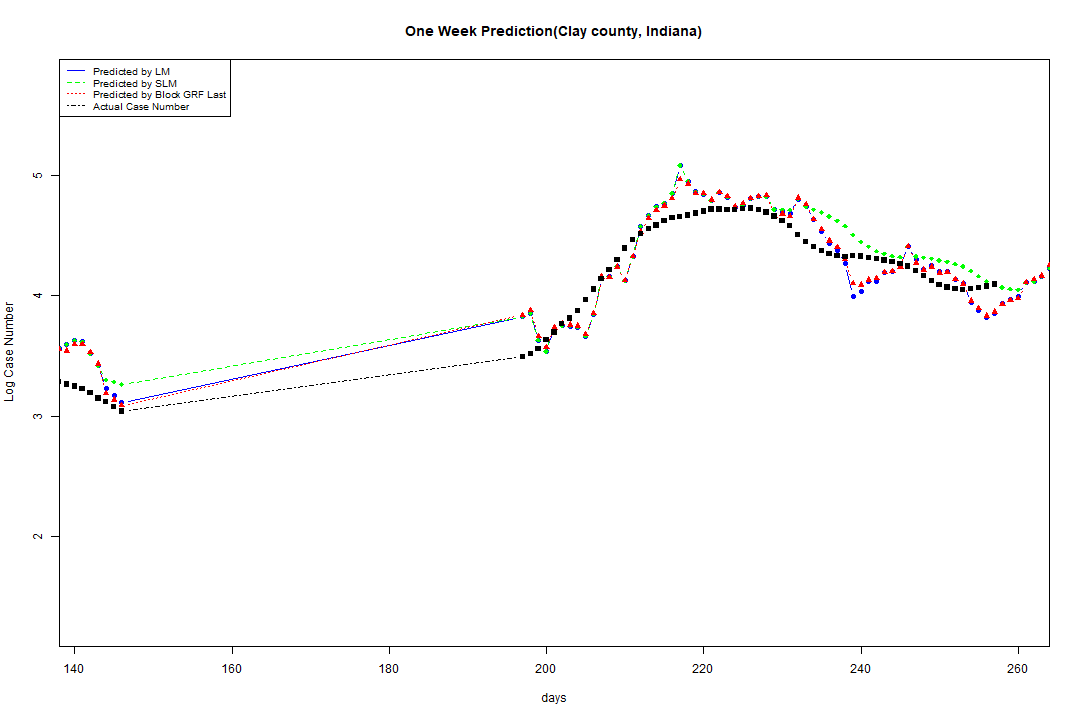 One Week Prediction(Clay county, Indiana)
Predicted by LM
Predicted by SLM
Predicted by Block GRF Last
Actual Case Number
Log Case Number
5
4
3
2
140 160 180 200 220 240 260
days